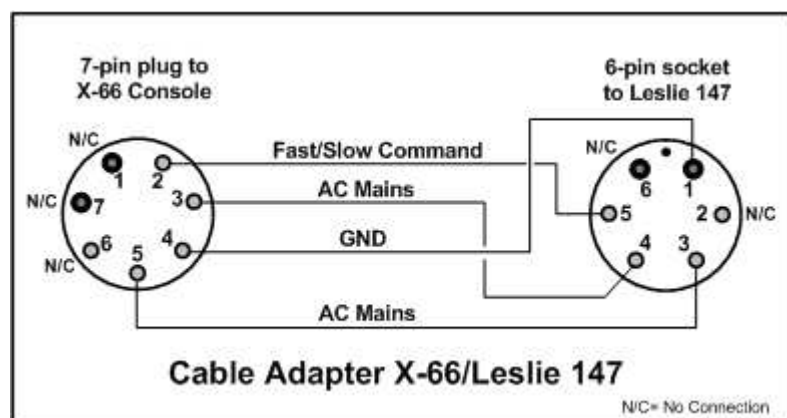 7-pin plug to
X-66 Console
6-pin socket
to Leslie 147
N/C
1
2
Fast/Slow Command
N/C
6
1
N/C
7
3
AC Mains
5
2
N/C
6
N/C
5
4
GND
4
3
AC Mains
Cable Adapter X-66/Leslie 147
N/C= No Connection